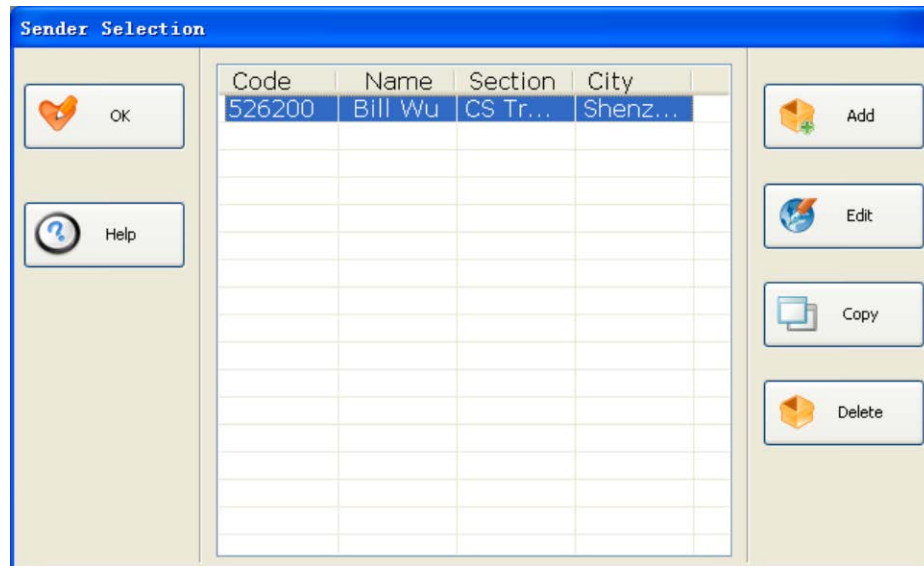 Sender Selection
OK
Help
Code Name Section City
526200 Bill Wu CS Tr... Shenz...
Add
Edit
Copy
Delete